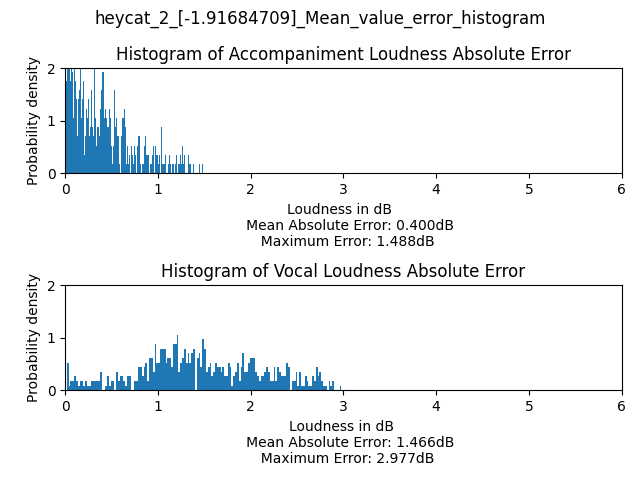 heycat_2_[-1.91684709]_Mean_value_error_histogram
Histogram of Accompaniment Loudness Absolute Error
Probability density
2
1
0
0 1 2 3 4 5 6
Loudness in dB
Mean Absolute Error: 0.400dB
Maximum Error: 1.488dB
Histogram of Vocal Loudness Absolute Error
Probability density
2
1
0
0 1 2 3 4 5 6
Loudness in dB
Mean Absolute Error: 1.466dB
Maximum Error: 2.977dB